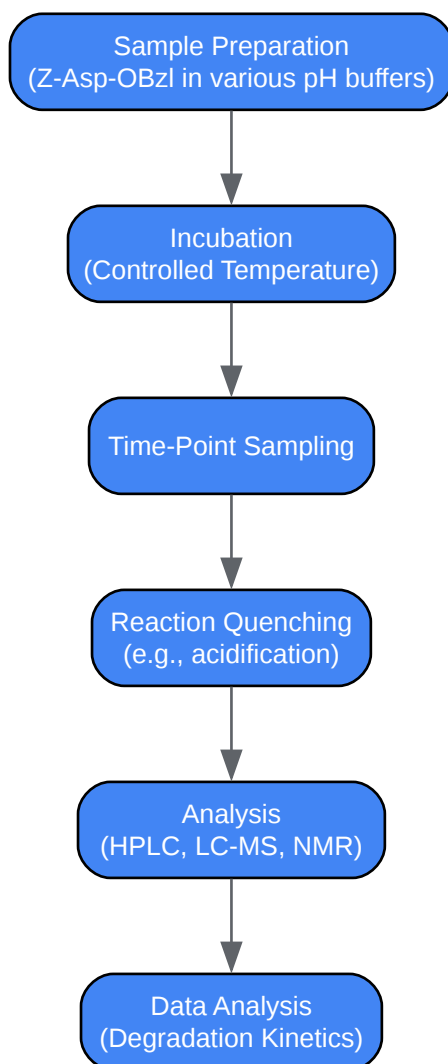 Sample Preparation
(Z-Asp-OBzl in various pH buffers)
Incubation
(Controlled Temperature)
Time-Point Sampling
Reaction Quenching
(e.g., acidification)
Analysis
(HPLC, LC-MS, NMR)
Data Analysis
(Degradation Kinetics)